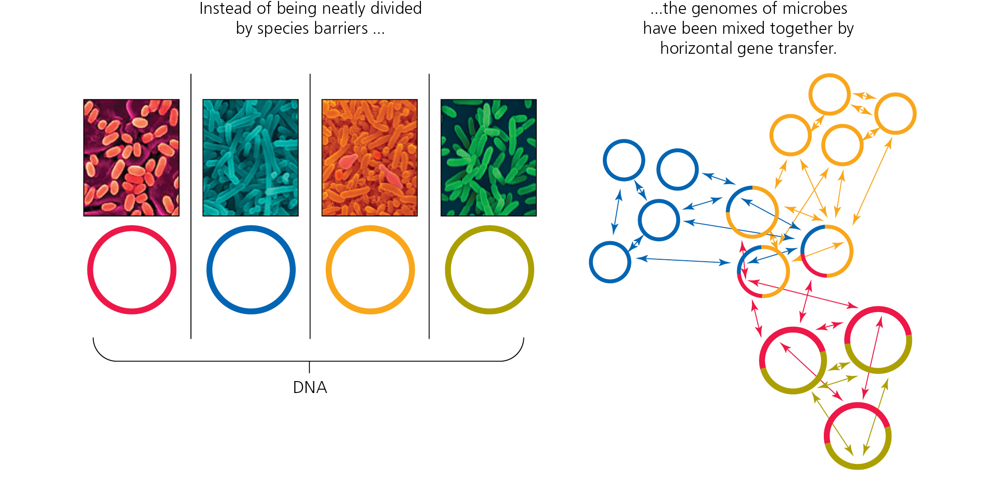 Instead of being neatly divided
by species barriers ...
...the genomes of microbes
have been mixed together by
horizontal gene transfer.
DNA